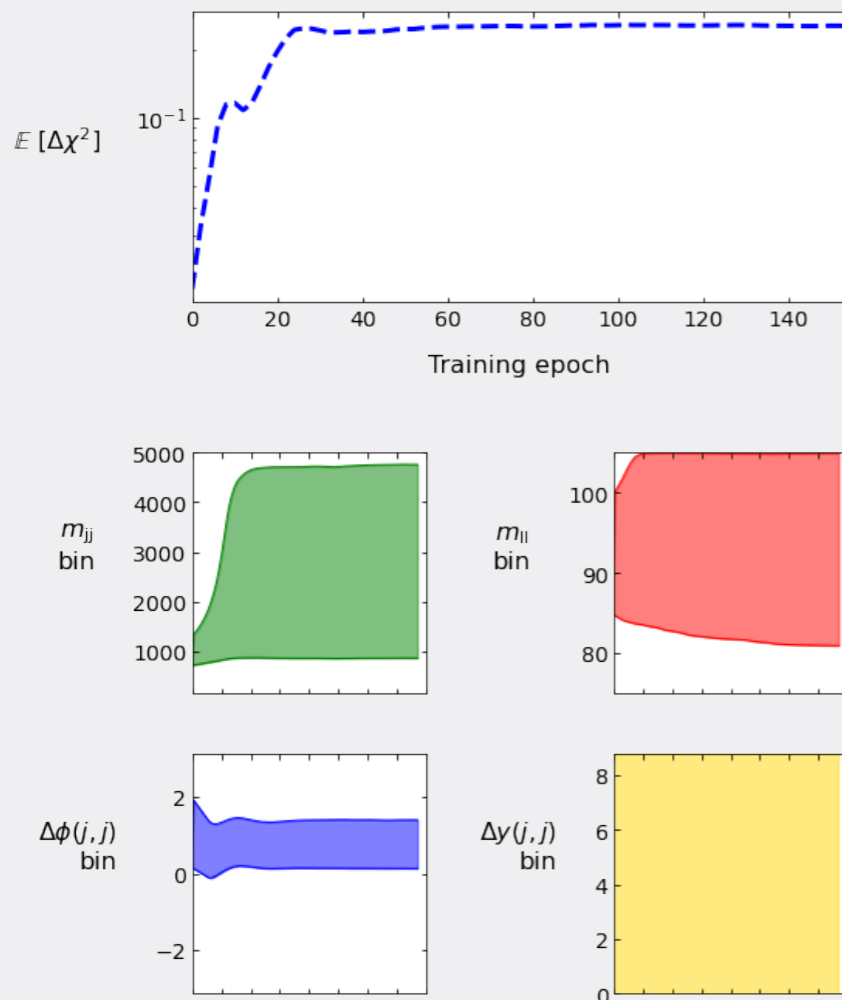 10⁻¹
𝔼 [Δχ²]
0 20 40 60 80 100 120 140
Training epoch
5000
4000
3000
2000
1000
m_jj
bin
100
90
80
m_ll
bin
2
0
−2
Δϕ(j, j)
bin
8
6
4
2
0
Δy(j, j)
bin